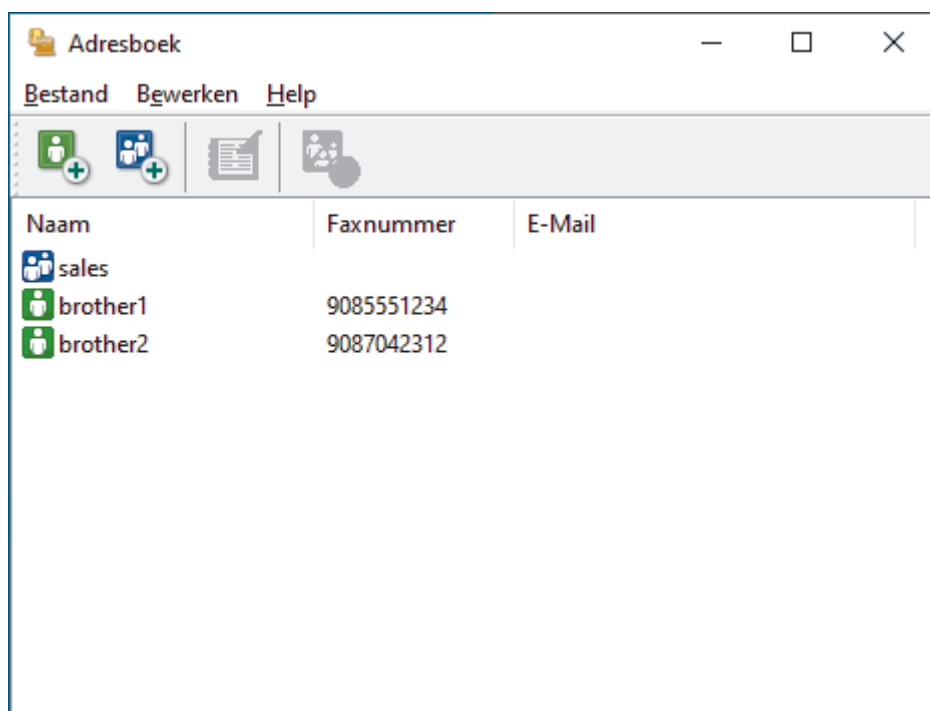 Adresboek
Bestand Bewerken Help
Naam Faxnummer E-Mail
sales
brother1 9085551234
brother2 9087042312